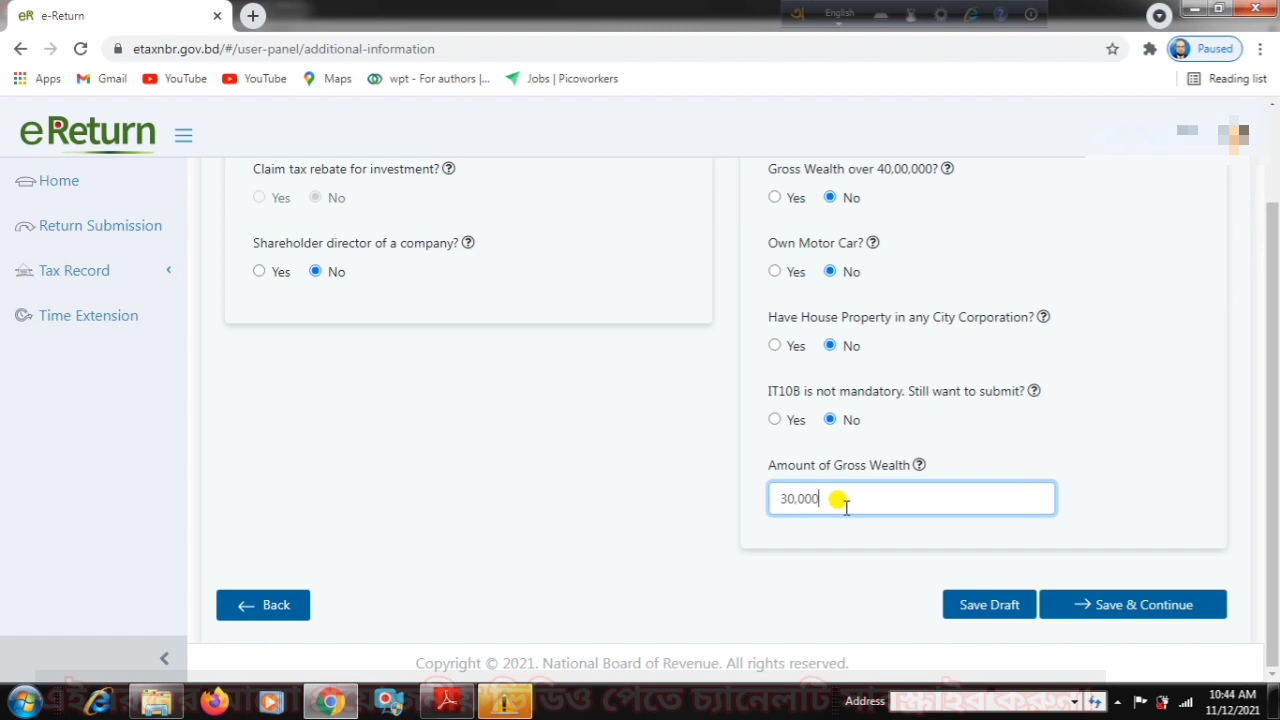 eR e-Return
English
etaxnbr.gov.bd/#/user-panel/additional-information
Paused
Apps Gmail YouTube YouTube Maps wpt - For authors |... Jobs | Picoworkers Reading list
eReturn
Home
Return Submission
Tax Record
Time Extension
Claim tax rebate for investment?
Yes No
Shareholder director of a company?
Yes No
Gross Wealth over 40,00,000?
Yes No
Own Motor Car?
Yes No
Have House Property in any City Corporation?
Yes No
IT10B is not mandatory. Still want to submit?
Yes No
Amount of Gross Wealth
30,000
Back
Save Draft
Save & Continue
Copyright © 2021. National Board of Revenue. All rights reserved.
Address
10:44 AM
11/12/2021